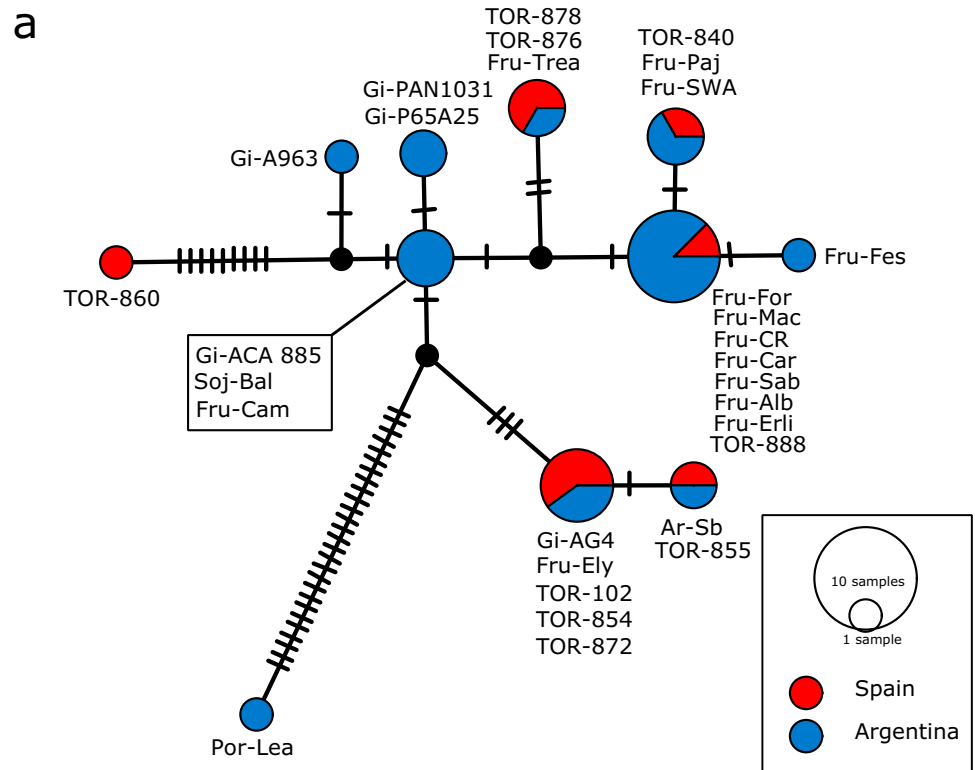 a
TOR-878
TOR-876
Fru-Trea
TOR-840
Fru-Paj
Fru-SWA
Gi-PAN1031
Gi-P65A25
Gi-A963
TOR-860
Fru-Fes
Gi-ACA 885
Soj-Bal
Fru-Cam
Fru-For
Fru-Mac
Fru-CR
Fru-Car
Fru-Sab
Fru-Alb
Fru-Erli
TOR-888
Gi-AG4
Fru-Ely
TOR-102
TOR-854
TOR-872
Ar-Sb
TOR-855
Por-Lea
10 samples
1 sample
Spain
Argentina